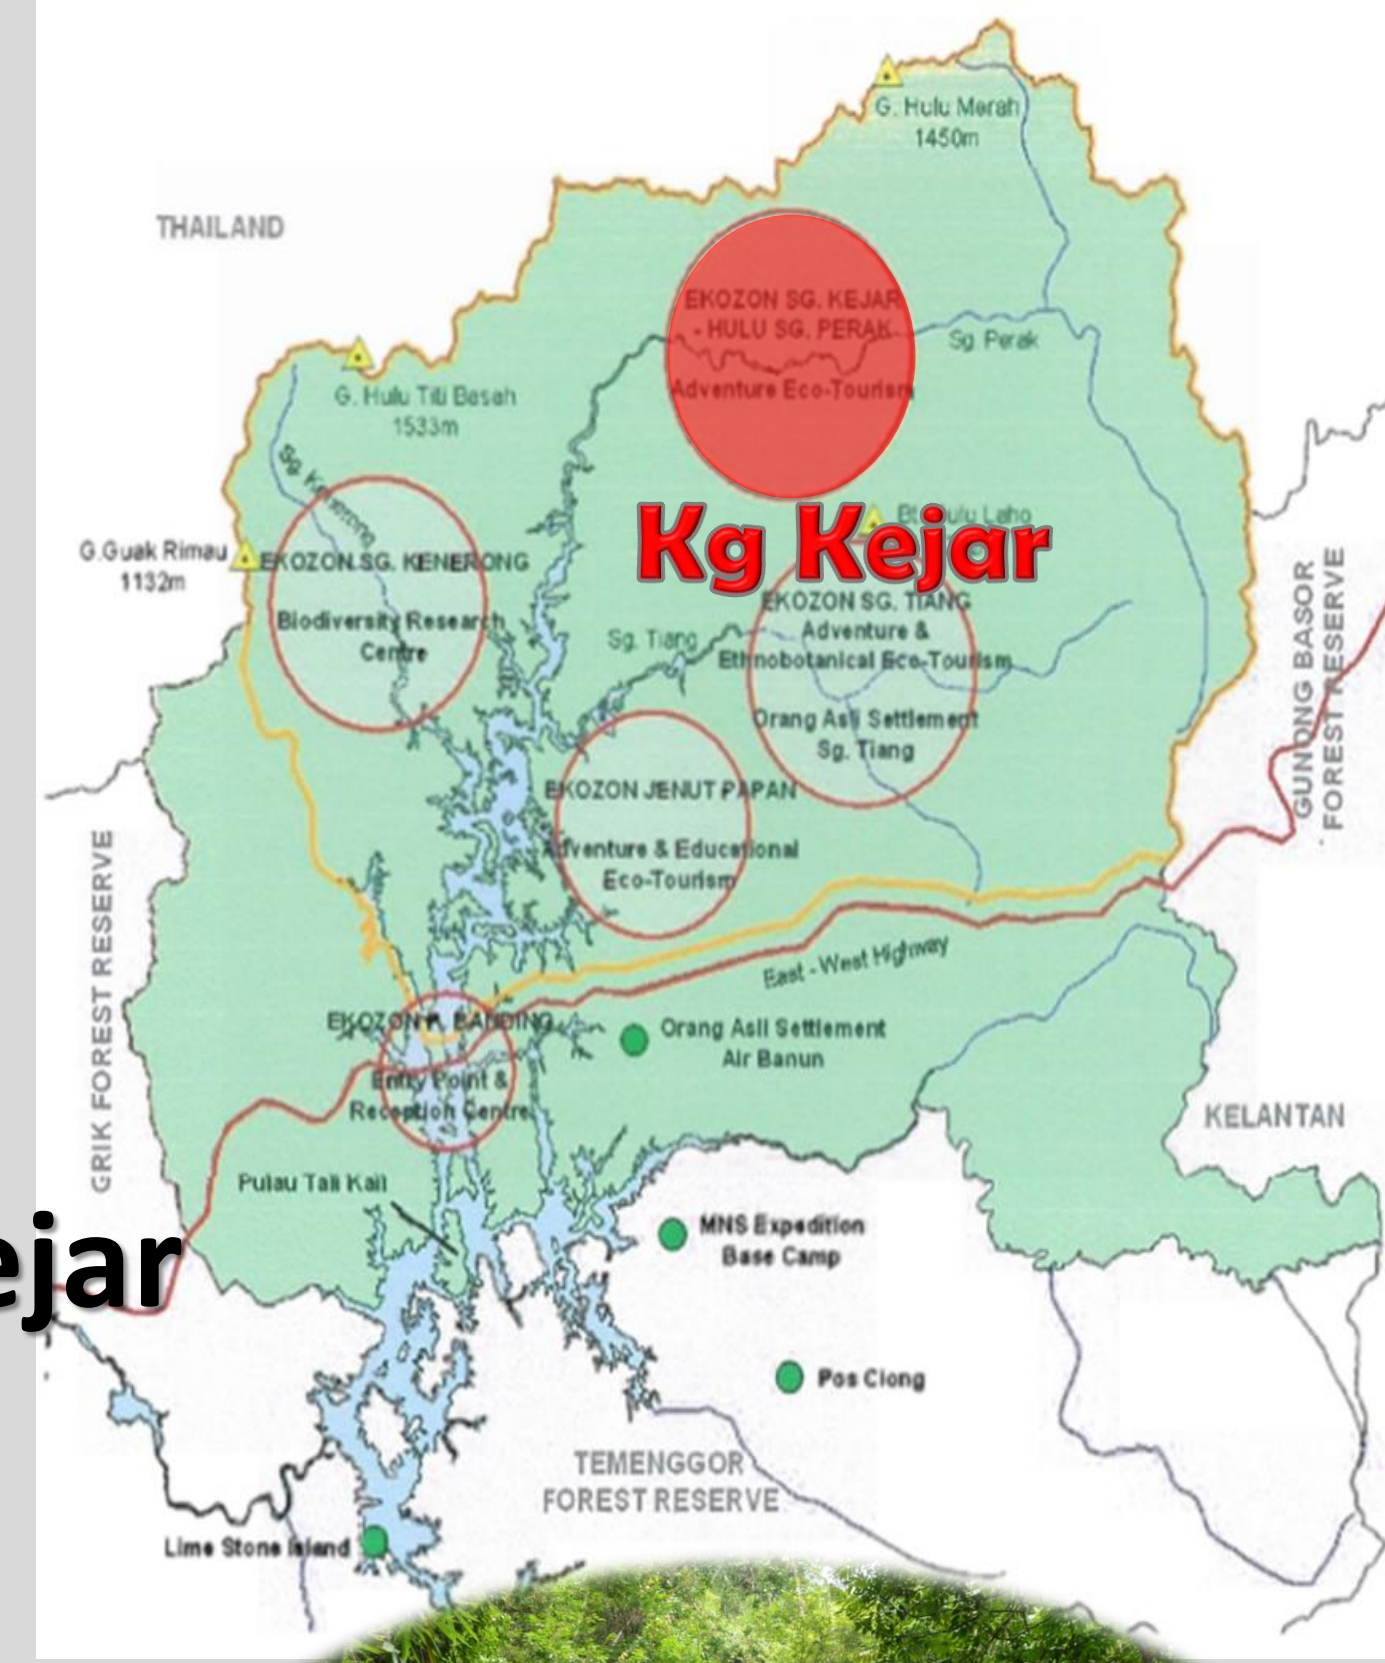 G. Hulu Merah
1450m
THAILAND
EKOZON SG. KEJAR
- HULU SG. PERAK
Sg. Perak
Adventure Eco-Tourism
G. Hulu Titi Basah
1533m
Sg. Kenerong
Kg Kejar
G.Guak Rimau
1132m
EKOZON SG. KENERONG
Biodiversity Research
Centre
EKOZON SG. TIANG
Adventure &
Ethnobotanical Eco-Tourism
Sg. Tiang
Orang Asli Settlement
Sg. Tiang
GUNONG BASOR
FOREST RESERVE
EKOZON JENUT PAPAN
Adventure & Educational
Eco-Tourism
GRIK FOREST RESERVE
East - West Highway
EKOZON P. BANDING
Entry Point &
Reception Centre
Orang Asli Settlement
Air Banun
KELANTAN
Pulau Tali Kail
ejar
MNS Expedition
Base Camp
Pos Ciong
TEMENGGOR
FOREST RESERVE
Lime Stone Island